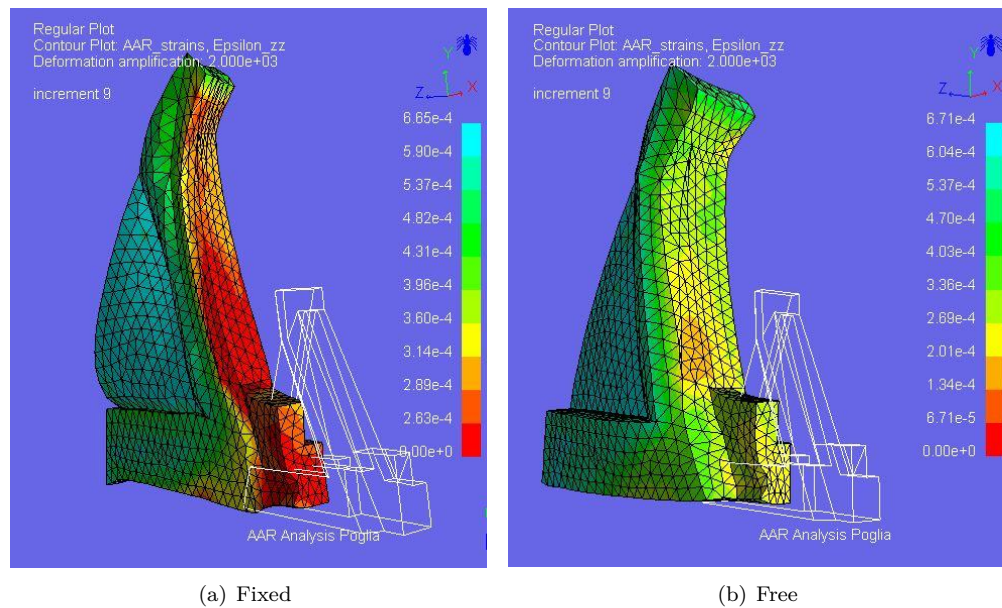 Regular Plot
Contour Plot: AAR_strains, Epsilon_zz
Deformation amplification: 2.000e+03
increment 9
Y
Z
X
6.65e-4
5.90e-4
5.37e-4
4.82e-4
4.31e-4
3.96e-4
3.60e-4
3.14e-4
2.89e-4
2.63e-4
0.00e+0
AAR Analysis Poglia
(a) Fixed
Regular Plot
Contour Plot: AAR_strains, Epsilon_zz
Deformation amplification: 2.000e+03
increment 9
Y
Z
X
6.71e-4
6.04e-4
5.37e-4
4.70e-4
4.03e-4
3.36e-4
2.69e-4
2.01e-4
1.34e-4
6.71e-5
0.00e+0
AAR Analysis Poglia
(b) Free